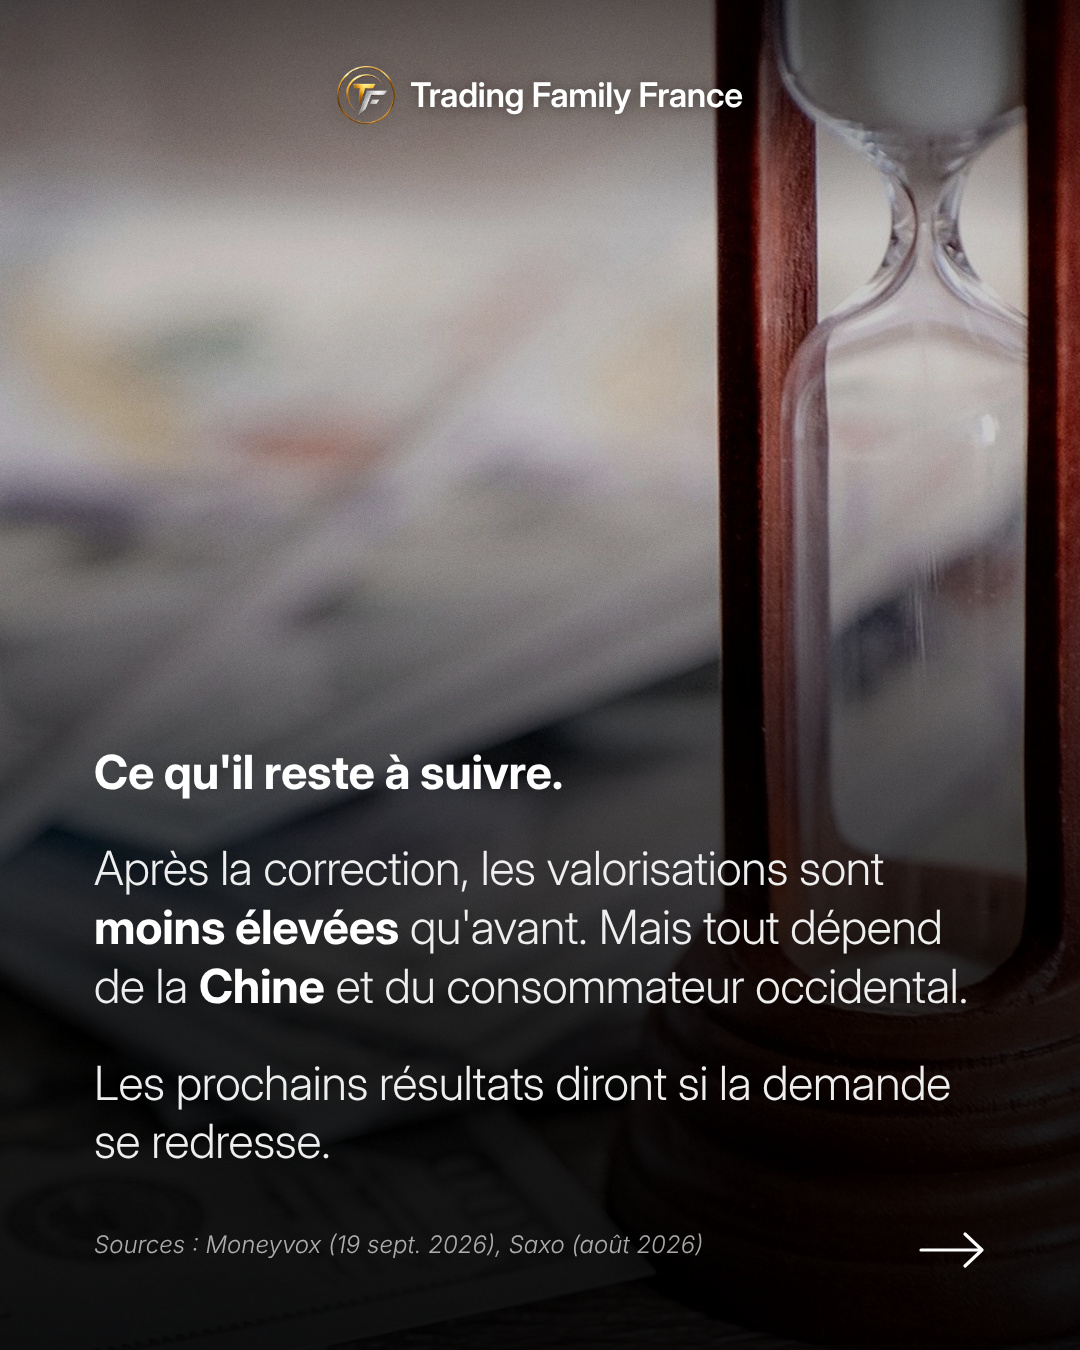 TF Trading Family France
Ce qu'il reste à suivre.
Après la correction, les valorisations sont
moins élevées qu'avant. Mais tout dépend
de la Chine et du consommateur occidental.
Les prochains résultats diront si la demande
se redresse.
Sources : Moneyvox (19 sept. 2026), Saxo (août 2026)